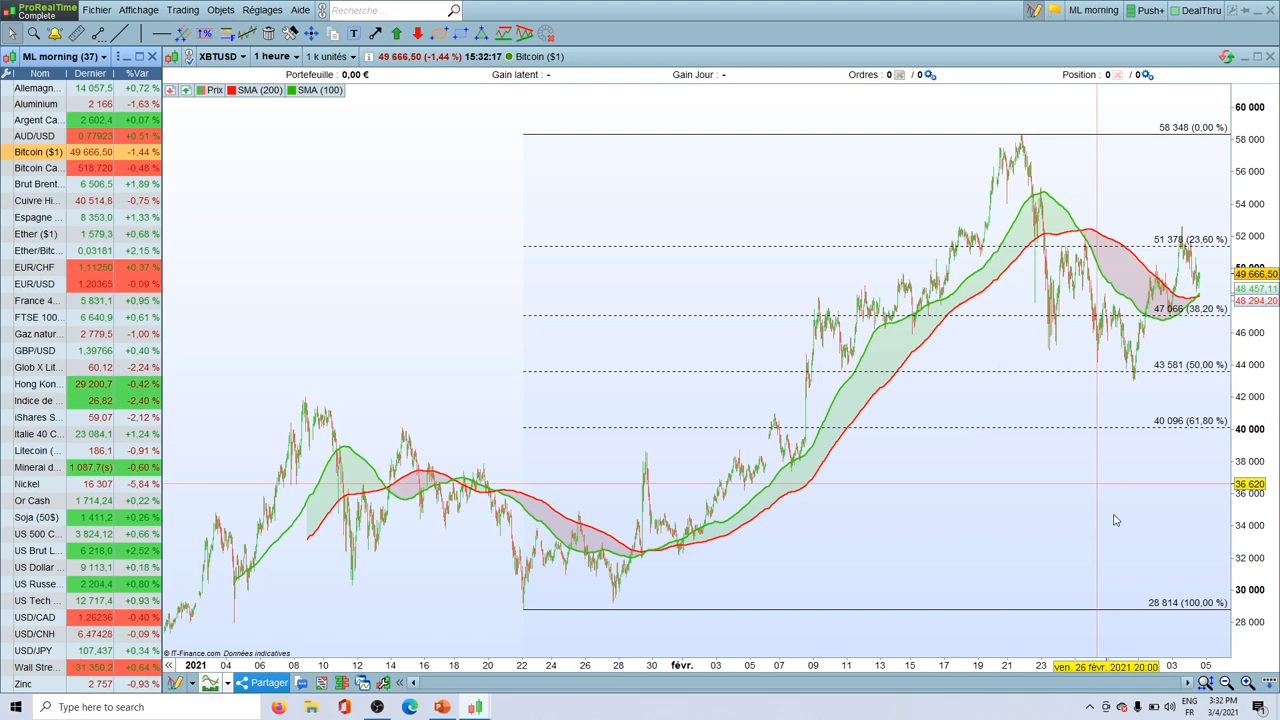 ProRealTime Complete Fichier Affichage Trading Objets Réglages Aide Recherche ... ML morning Push+ DealThru
ML morning (37) XBTUSD 1 heure 1 k unités 49 666,50 (-1,44 %) 15:32:17 Bitcoin ($1)
Nom Dernier %Var Portefeuille : 0,00 € Gain latent : - Gain Jour : - Ordres : 0 / 0 Position : 0 / 0
Prix SMA (200) SMA (100)
Allemagn... 14 057,5 +0,72 %
Aluminium 2 166 -1,63 %
Argent Ca... 2 602,4 +0,07 %
AUD/USD 0,77923 +0,51 %
Bitcoin ($1) 49 666,50 -1,44 %
Bitcoin Ca... 518,720 -0,48 %
Brut Brent... 6 506,5 +1,89 %
Cuivre Hi... 40 514,8 -0,75 %
Espagne ... 8 353,0 +1,33 %
Ether ($1) 1 579,3 +0,68 %
Ether/Bitc... 0,03181 +2,15 %
EUR/CHF 1,11250 +0,37 %
EUR/USD 1,20365 -0,09 %
France 4... 5 831,1 +0,95 %
FTSE 100... 6 640,9 +0,61 %
Gaz natur... 2 779,5 -1,00 %
GBP/USD 1,39766 +0,40 %
Glob X Lit... 60,12 -2,24 %
Hong Kon... 29 200,7 -0,42 %
Indice de ... 26,82 -2,40 %
iShares S... 59,07 -2,12 %
Italie 40 C... 23 084,1 +1,24 %
Litecoin (... 186,1 -0,91 %
Minerai d... 1 087,7(s) -0,60 %
Nickel 16 307 -5,84 %
Or Cash 1 714,24 +0,22 %
Soja (50$) 1 411,2 +0,26 %
US 500 C... 3 824,12 +0,66 %
US Brut L... 6 218,0 +2,52 %
US Dollar ... 9 113,1 +0,18 %
US Russe... 2 204,4 +0,80 %
US Tech ... 12 717,4 +0,93 %
USD/CAD 1,26236 -0,40 %
USD/CNH 6,47428 -0,09 %
USD/JPY 107,434 +0,34 %
Wall Stre... 31 350,2 +0,64 %
Zinc 2 757 -0,93 %
58 348 (0,00 %)
51 378 (23,60 %)
47 066 (38,20 %)
43 581 (50,00 %)
40 096 (61,80 %)
28 814 (100,00 %)
60 000
58 000
56 000
54 000
52 000
50 000
49 666,50
48 457,11
48 294,20
46 000
44 000
42 000
40 000
38 000
36 620
36 000
34 000
32 000
30 000
28 000
© IT-Finance.com Données indicatives
2021 04 06 08 10 12 14 16 18 20 22 24 26 28 30 févr. 03 05 07 09 11 13 15 17 19 21 23 ven. 26 févr. 2021 20:00 03 05
Partager
Type here to search ENG FR 3:32 PM 3/4/2021